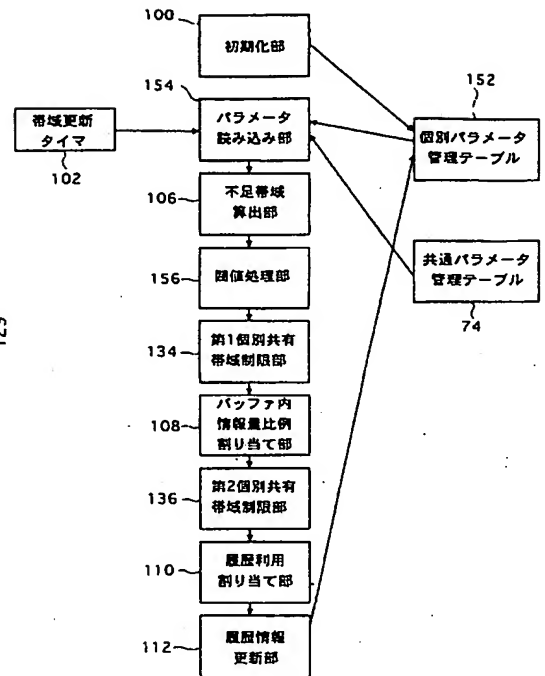 100
初期化部
154
152
帯域更新
タイマ
102
パラメータ
読み込み部
個別パラメータ
管理テーブル
106
不足帯域
算出部
156
閾値処理部
共通パラメータ
管理テーブル
74
129
134
第1個別共有
帯域制限部
108
バッファ内
情報量比例
割り当て部
136
第2個別共有
帯域制限部
110
履歴利用
割り当て部
112
履歴情報
更新部